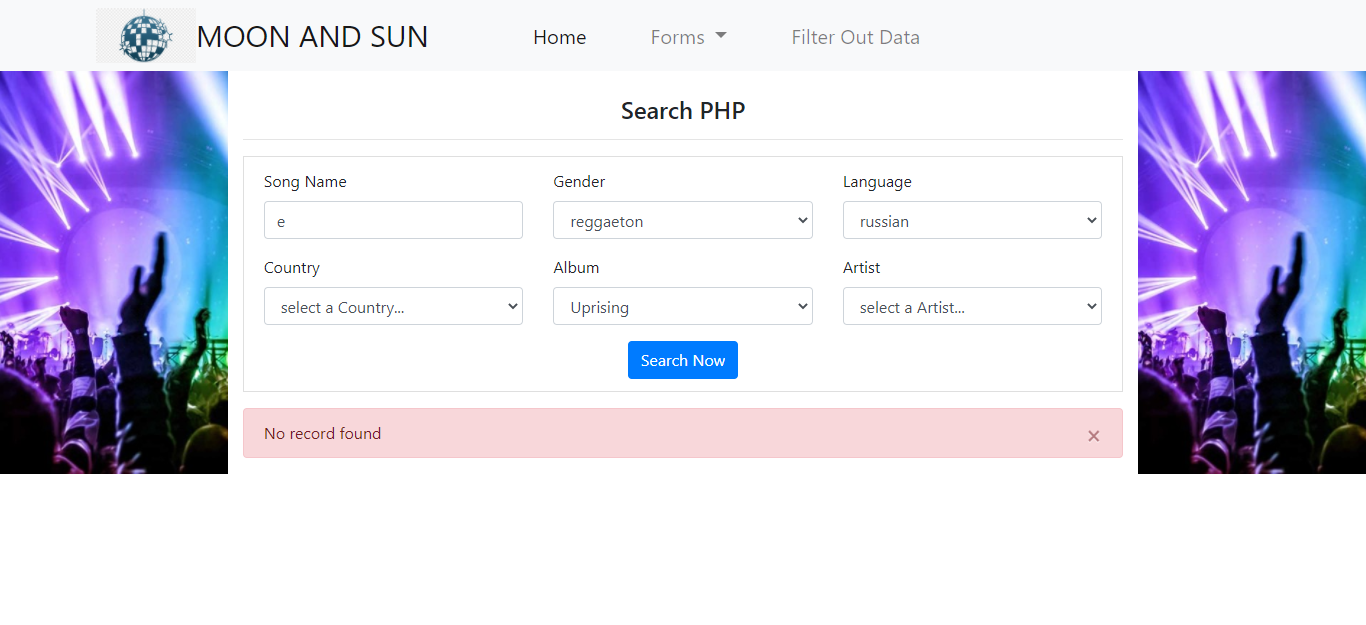 MOON AND SUN
Home
Forms
Filter Out Data
Search PHP
Song Name
Gender
Language
e
reggaeton
russian
Country
Album
Artist
select a Country...
Uprising
select a Artist...
Search Now
No record found
×